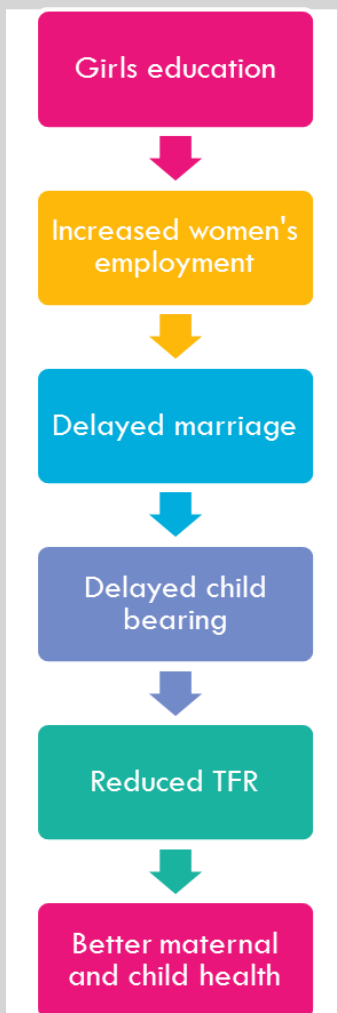 Girls education
Increased women's
employment
Delayed marriage
Delayed child
bearing
Reduced TFR
Better maternal
and child health